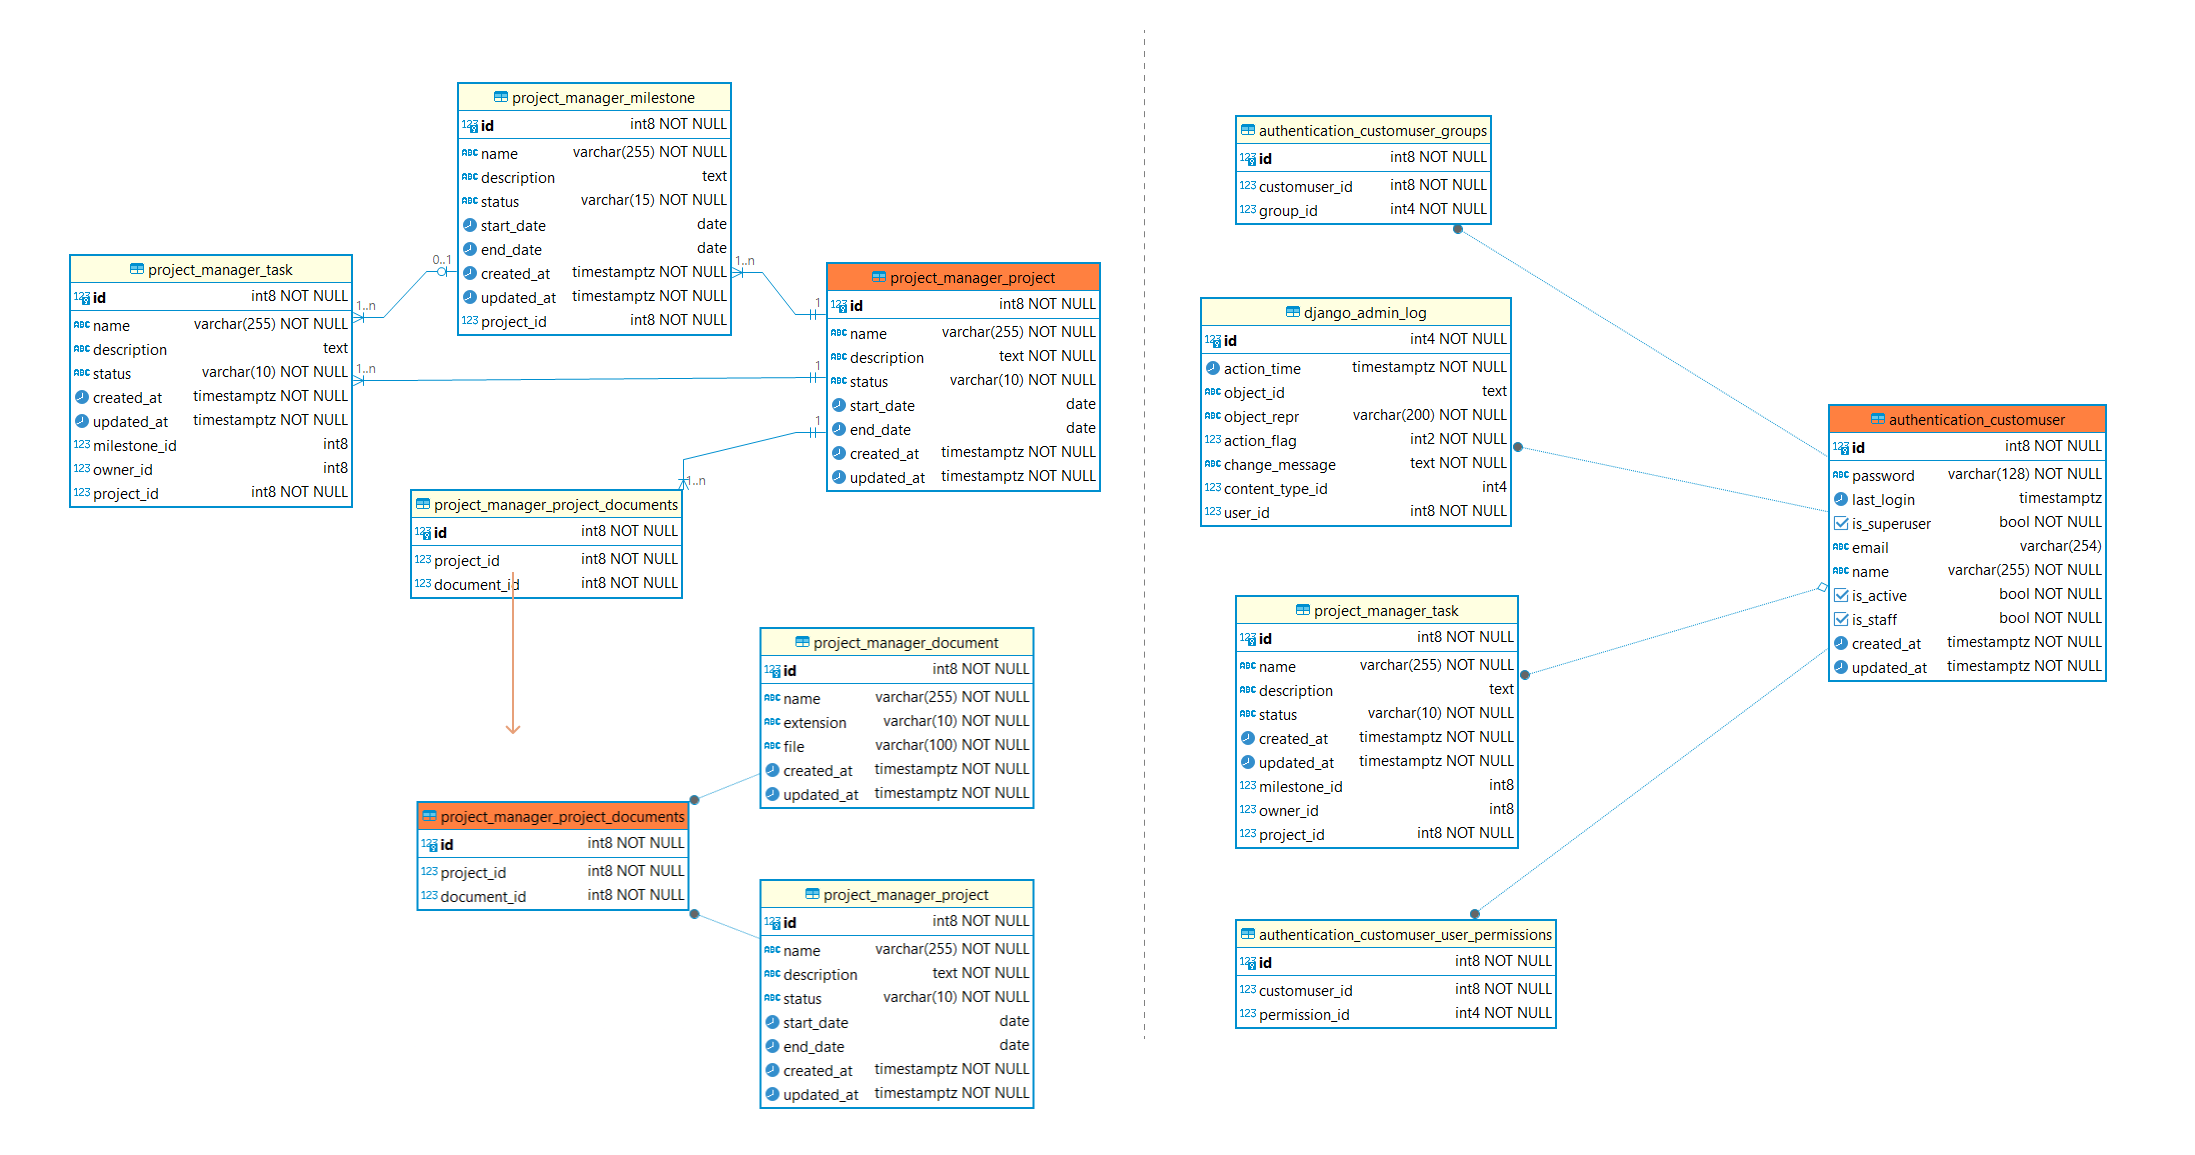 project_manager_milestone
id int8 NOT NULL
name varchar(255) NOT NULL
description text
status varchar(15) NOT NULL
start_date date
end_date date
created_at timestamptz NOT NULL
updated_at timestamptz NOT NULL
project_id int8 NOT NULL
0..1
1..n
1..n
1
1..n
1
1
1..n
project_manager_task
id int8 NOT NULL
name varchar(255) NOT NULL
description text
status varchar(10) NOT NULL
created_at timestamptz NOT NULL
updated_at timestamptz NOT NULL
milestone_id int8
owner_id int8
project_id int8 NOT NULL
project_manager_project
id int8 NOT NULL
name varchar(255) NOT NULL
description text NOT NULL
status varchar(10) NOT NULL
start_date date
end_date date
created_at timestamptz NOT NULL
updated_at timestamptz NOT NULL
project_manager_project_documents
id int8 NOT NULL
project_id int8 NOT NULL
document_id int8 NOT NULL
project_manager_document
id int8 NOT NULL
name varchar(255) NOT NULL
extension varchar(10) NOT NULL
file varchar(100) NOT NULL
created_at timestamptz NOT NULL
updated_at timestamptz NOT NULL
project_manager_project_documents
id int8 NOT NULL
project_id int8 NOT NULL
document_id int8 NOT NULL
project_manager_project
id int8 NOT NULL
name varchar(255) NOT NULL
description text NOT NULL
status varchar(10) NOT NULL
start_date date
end_date date
created_at timestamptz NOT NULL
updated_at timestamptz NOT NULL
authentication_customuser_groups
id int8 NOT NULL
customuser_id int8 NOT NULL
group_id int4 NOT NULL
django_admin_log
id int4 NOT NULL
action_time timestamptz NOT NULL
object_id text
object_repr varchar(200) NOT NULL
action_flag int2 NOT NULL
change_message text NOT NULL
content_type_id int4
user_id int8 NOT NULL
authentication_customuser
id int8 NOT NULL
password varchar(128) NOT NULL
last_login timestamptz
is_superuser bool NOT NULL
email varchar(254)
name varchar(255) NOT NULL
is_active bool NOT NULL
is_staff bool NOT NULL
created_at timestamptz NOT NULL
updated_at timestamptz NOT NULL
project_manager_task
id int8 NOT NULL
name varchar(255) NOT NULL
description text
status varchar(10) NOT NULL
created_at timestamptz NOT NULL
updated_at timestamptz NOT NULL
milestone_id int8
owner_id int8
project_id int8 NOT NULL
authentication_customuser_user_permissions
id int8 NOT NULL
customuser_id int8 NOT NULL
permission_id int4 NOT NULL